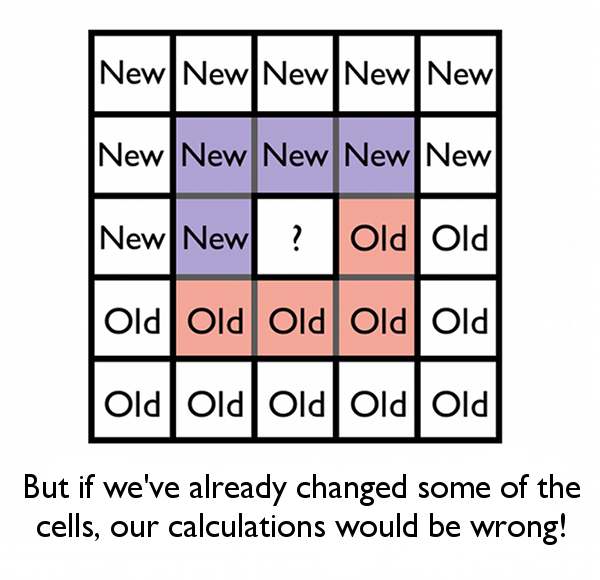 New New New New New
New New New New New
New New ? Old Old
Old Old Old Old Old
Old Old Old Old Old
But if we've already changed some of the
cells, our calculations would be wrong!